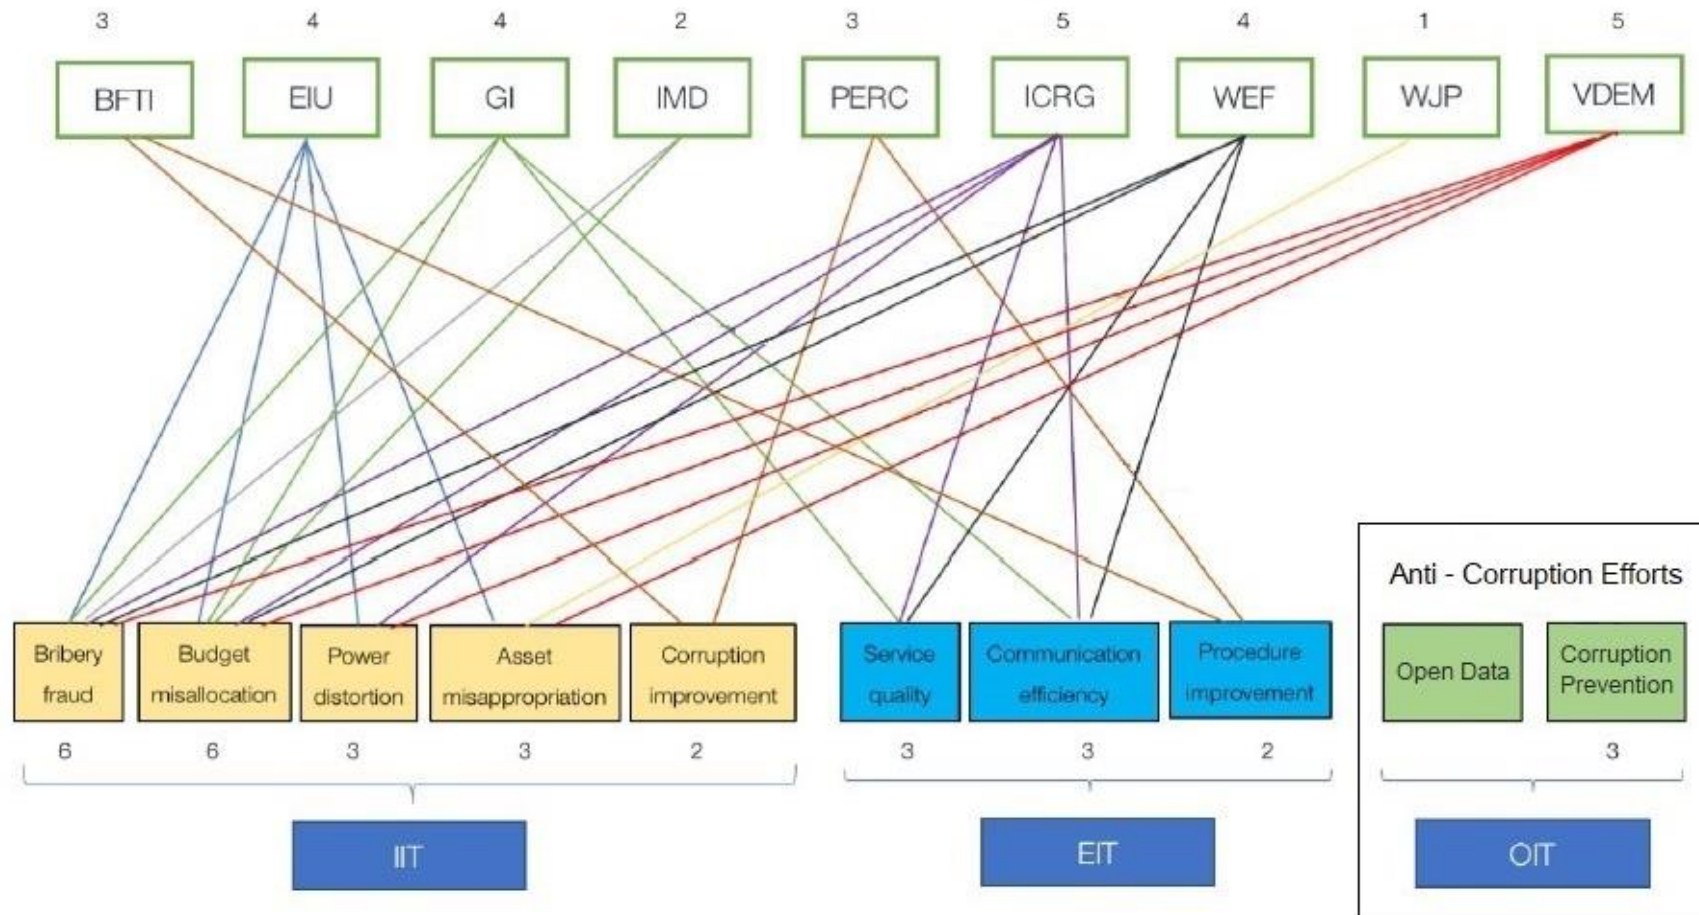 3 4 4 2 3 5 4 1 5
BFTI EIU GI IMD PERC ICRG WEF WJP VDEM
Anti - Corruption Efforts
Bribery
fraud
Budget
misallocation
Power
distortion
Asset
misappropriation
Corruption
improvement
Service
quality
Communication
efficiency
Procedure
improvement
Open Data
Corruption
Prevention
6 6 3 3 2 3 3 2 3
IIT EIT OIT